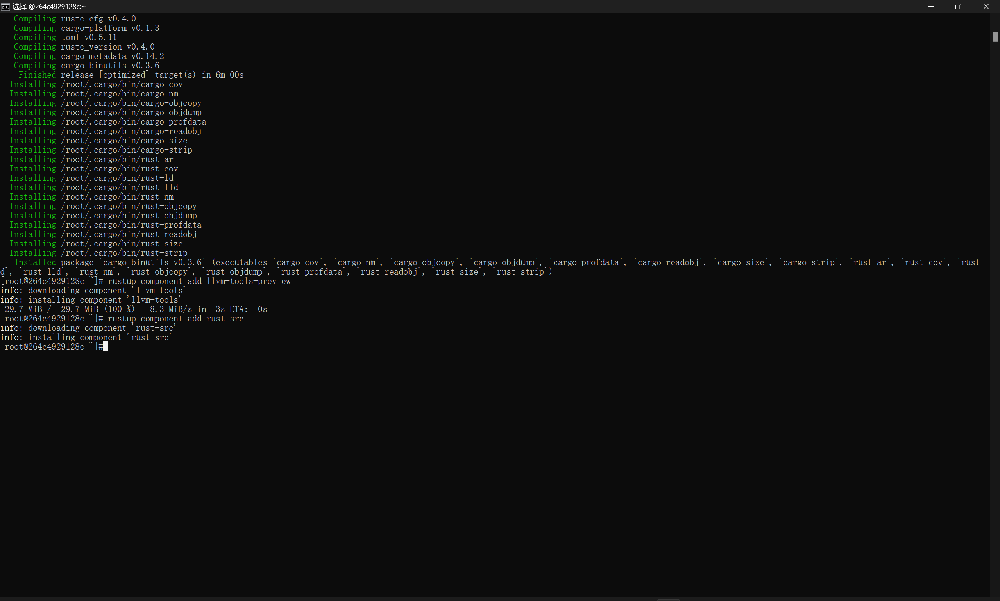 选择 @264c4929128c:~
Compiling rustc-cfg v0.4.0
Compiling cargo-platform v0.1.3
Compiling toml v0.5.11
Compiling rustc_version v0.4.0
Compiling cargo_metadata v0.14.2
Compiling cargo-binutils v0.3.6
Finished release [optimized] target(s) in 6m 00s
Installing /root/.cargo/bin/cargo-cov
Installing /root/.cargo/bin/cargo-nm
Installing /root/.cargo/bin/cargo-objcopy
Installing /root/.cargo/bin/cargo-objdump
Installing /root/.cargo/bin/cargo-profdata
Installing /root/.cargo/bin/cargo-readobj
Installing /root/.cargo/bin/cargo-size
Installing /root/.cargo/bin/cargo-strip
Installing /root/.cargo/bin/rust-ar
Installing /root/.cargo/bin/rust-cov
Installing /root/.cargo/bin/rust-ld
Installing /root/.cargo/bin/rust-lld
Installing /root/.cargo/bin/rust-nm
Installing /root/.cargo/bin/rust-objcopy
Installing /root/.cargo/bin/rust-objdump
Installing /root/.cargo/bin/rust-profdata
Installing /root/.cargo/bin/rust-readobj
Installing /root/.cargo/bin/rust-size
Installing /root/.cargo/bin/rust-strip
Installed package `cargo-binutils v0.3.6` (executables `cargo-cov`, `cargo-nm`, `cargo-objcopy`, `cargo-objdump`, `cargo-profdata`, `cargo-readobj`, `cargo-size`, `cargo-strip`, `rust-ar`, `rust-cov`, `rust-l
d`, `rust-lld`, `rust-nm`, `rust-objcopy`, `rust-objdump`, `rust-profdata`, `rust-readobj`, `rust-size`, `rust-strip`)
[root@264c4929128c ~]# rustup component add llvm-tools-preview
info: downloading component 'llvm-tools'
info: installing component 'llvm-tools'
29.7 MiB / 29.7 MiB (100 %) 8.3 MiB/s in 3s ETA: 0s
[root@264c4929128c ~]# rustup component add rust-src
info: downloading component 'rust-src'
info: installing component 'rust-src'
[root@264c4929128c ~]#